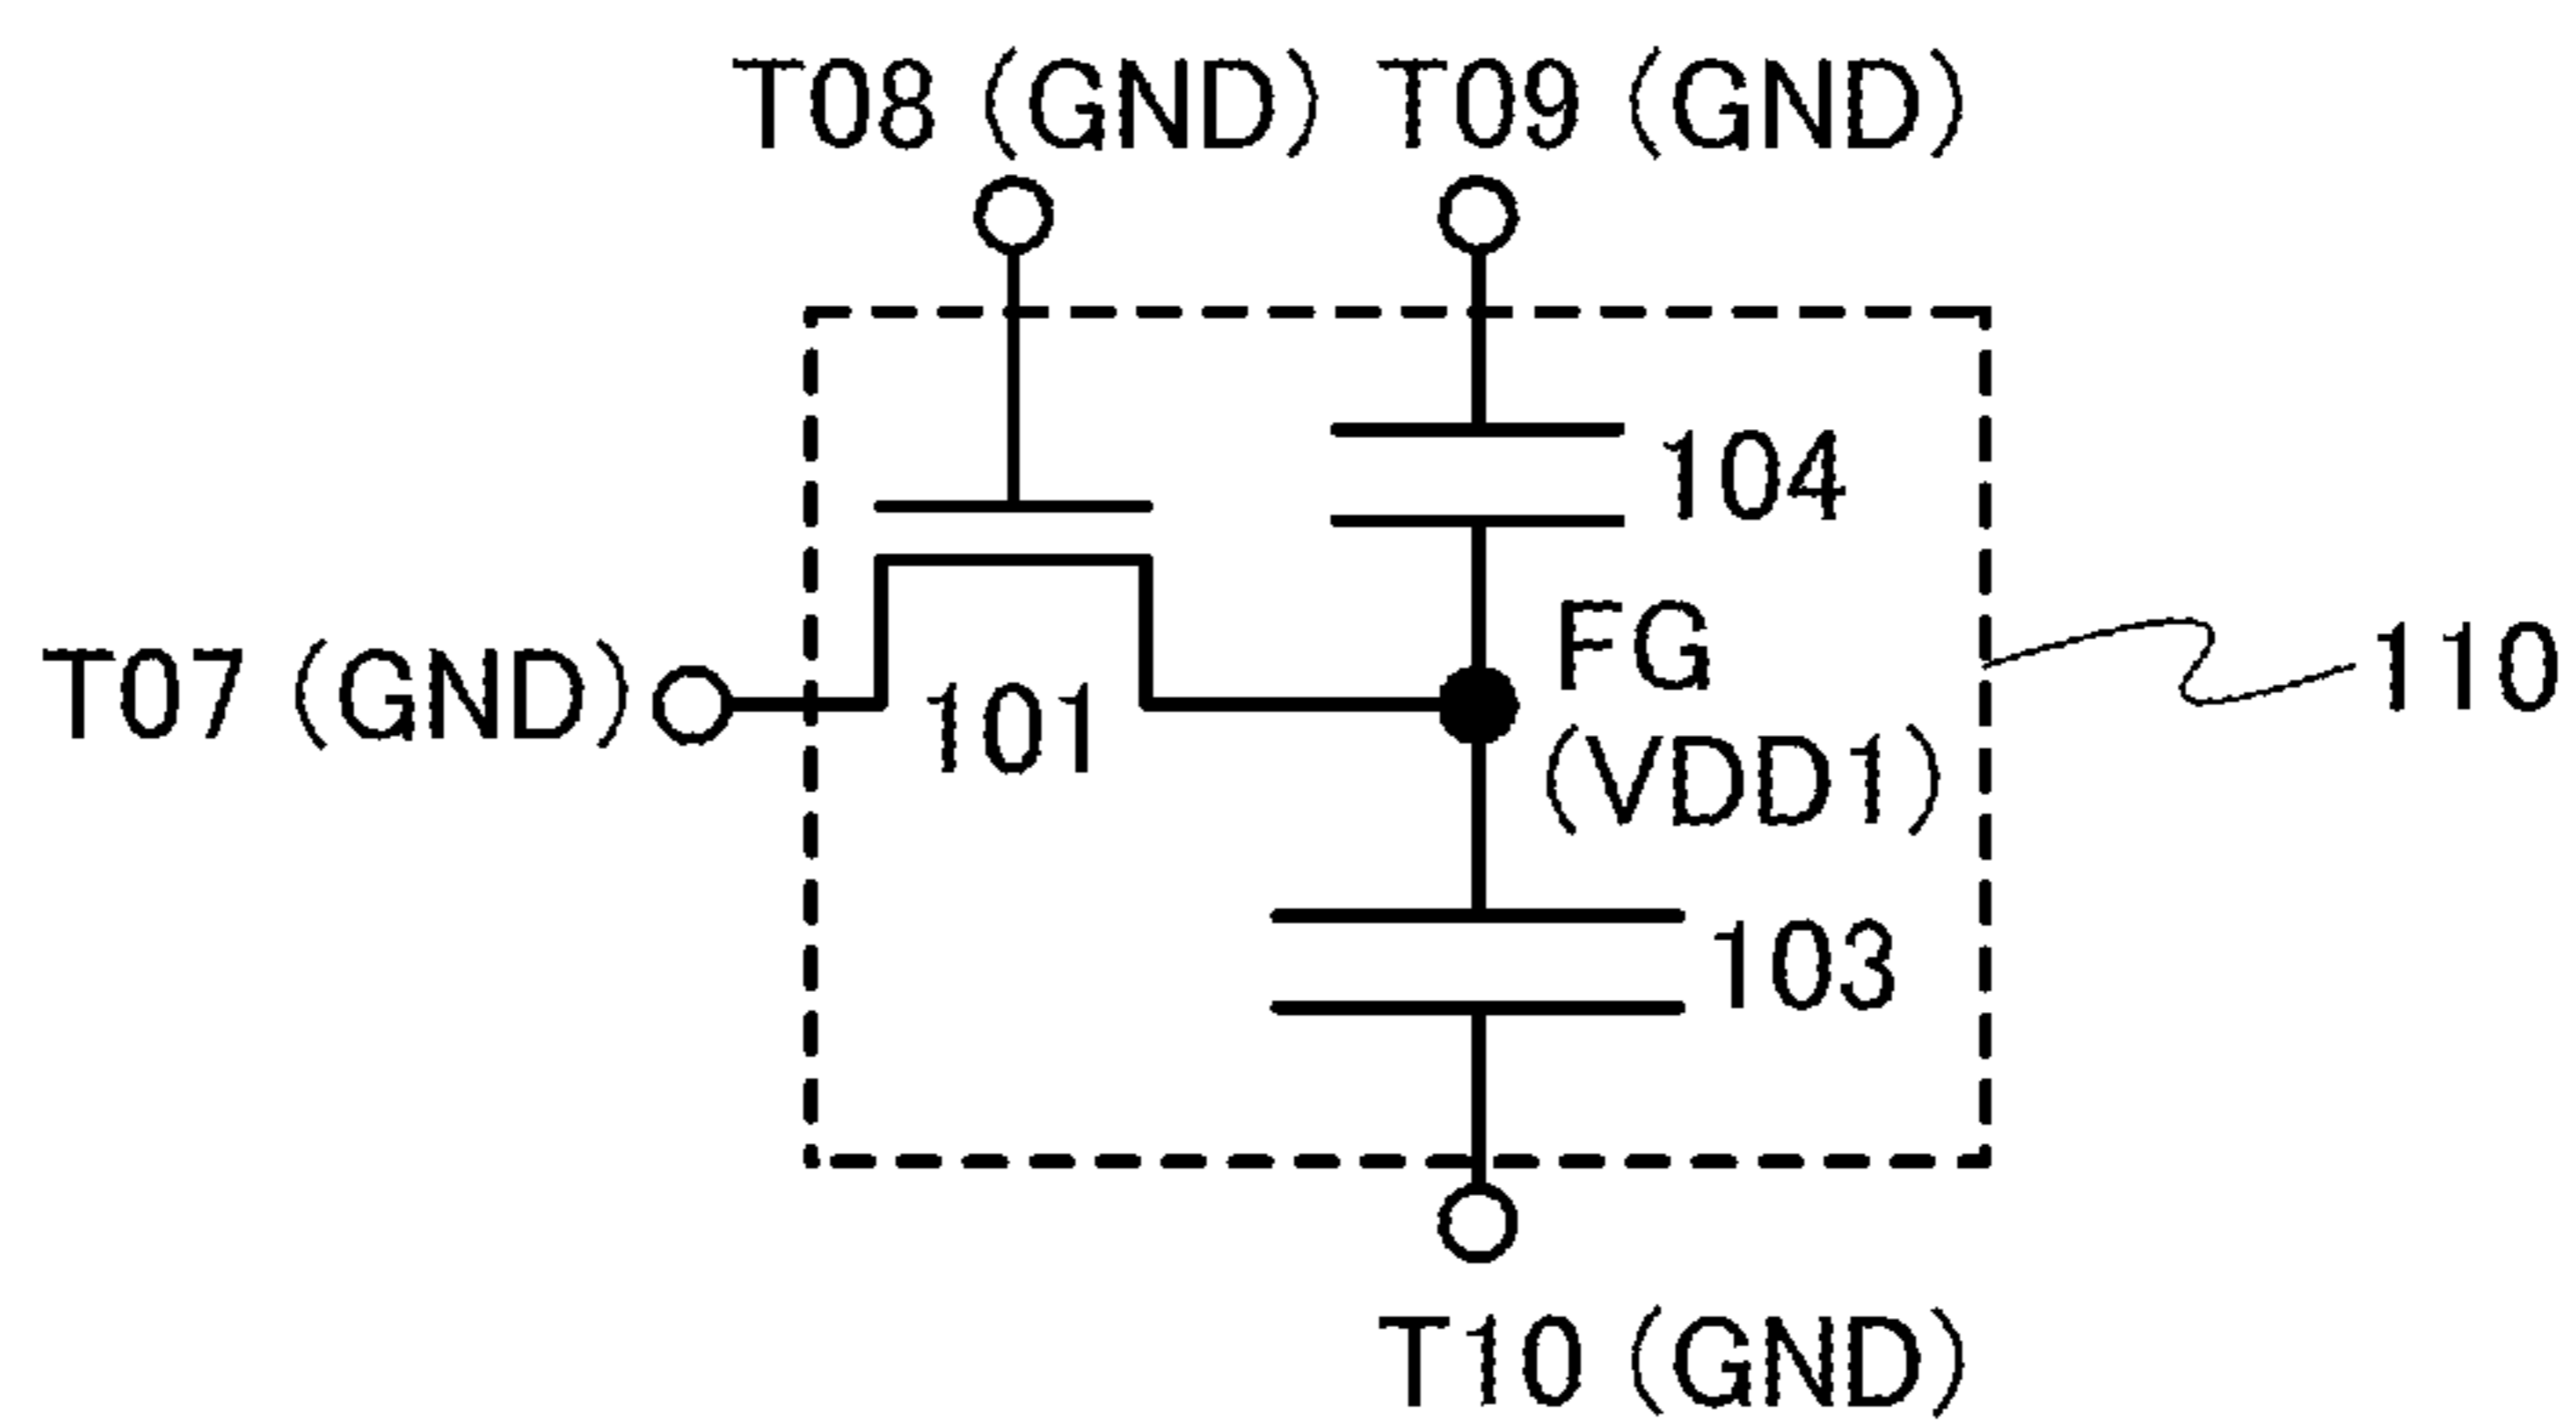 T08 (GND) T09 (GND)
104
FG
(VDD1)
T07 (GND)
101
110
103
T10 (GND)